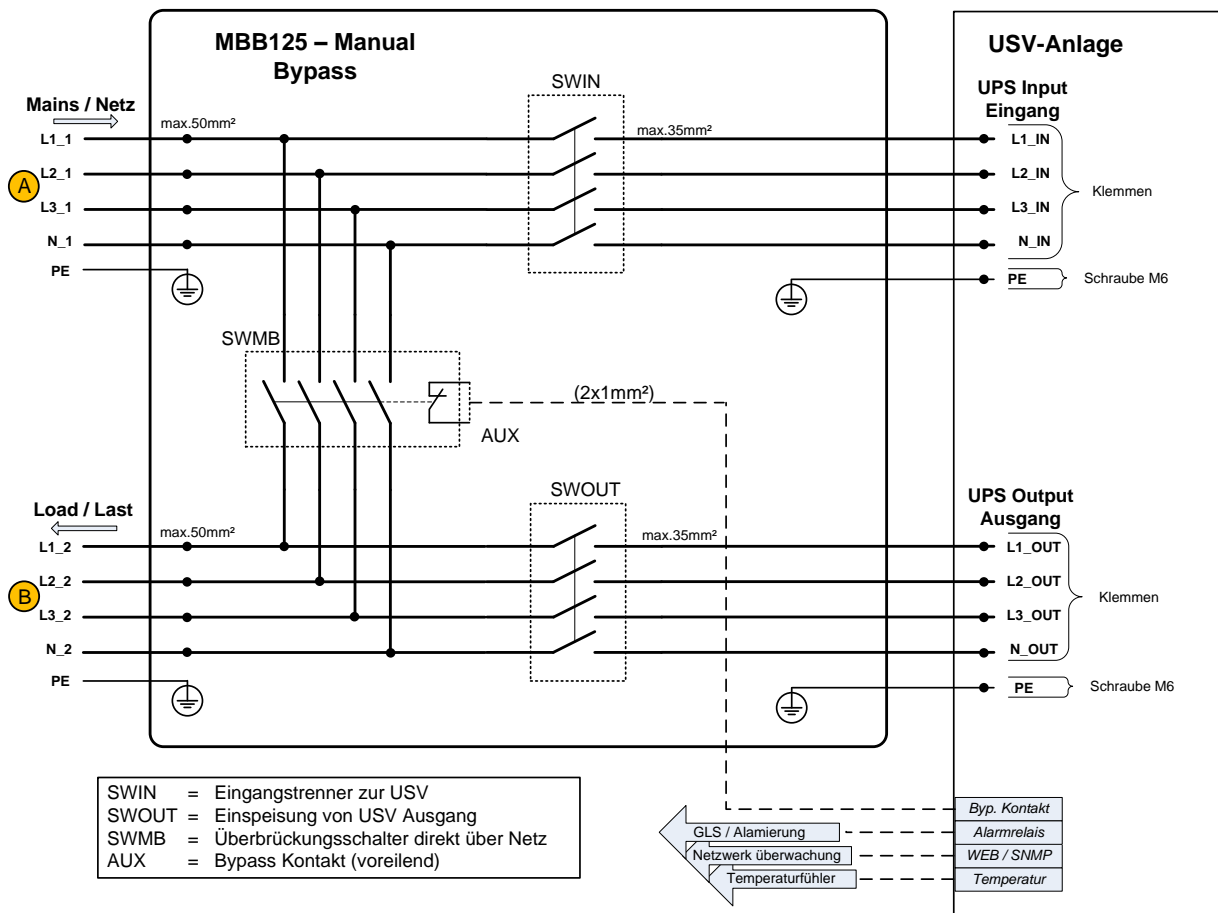 MBB125 – Manual
Bypass
USV-Anlage
SWIN
UPS Input
Eingang
Mains / Netz
max.50mm²
max.35mm²
L1_1
L1_IN
A
L2_1
L2_IN
Klemmen
L3_1
L3_IN
N_1
N_IN
PE
PE
Schraube M6
SWMB
(2x1mm²)
AUX
SWOUT
UPS Output
Ausgang
Load / Last
max.50mm²
max.35mm²
L1_2
L1_OUT
B
L2_2
L2_OUT
Klemmen
L3_2
L3_OUT
N_2
N_OUT
PE
PE
Schraube M6
SWIN = Eingangstrenner zur USV
SWOUT = Einspeisung von USV Ausgang
SWMB = Überbrückungsschalter direkt über Netz
AUX = Bypass Kontakt (voreilend)
Byp. Kontakt
GLS / Alamierung
Alarmrelais
Netzwerk überwachung
WEB / SNMP
Temperaturfühler
Temperatur